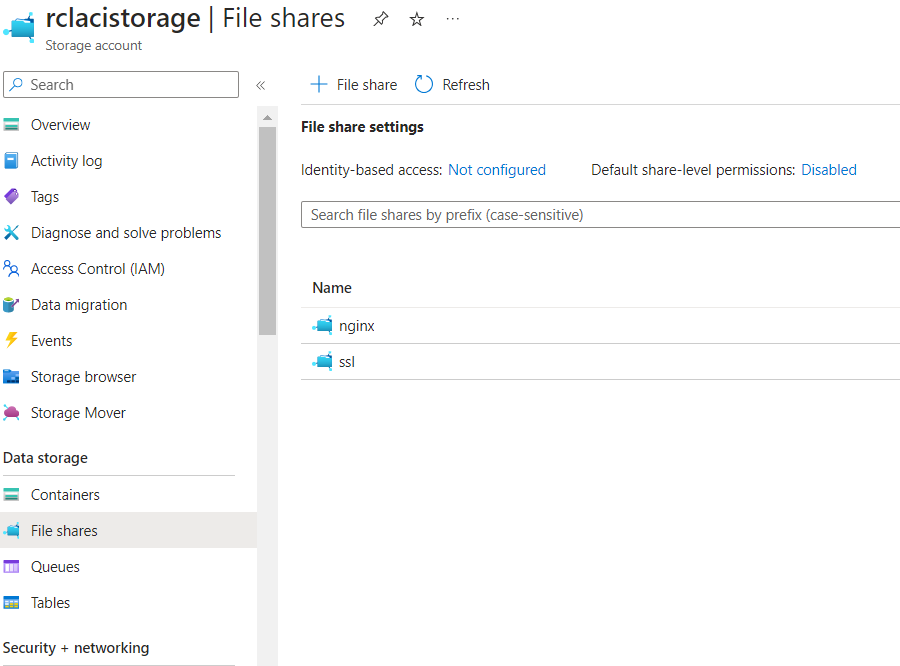 rclacistorage | File shares
Storage account
Search
Overview
Activity log
Tags
Diagnose and solve problems
Access Control (IAM)
Data migration
Events
Storage browser
Storage Mover
Data storage
Containers
File shares
Queues
Tables
Security + networking
File share Refresh
File share settings
Identity-based access: Not configured Default share-level permissions: Disabled
Search file shares by prefix (case-sensitive)
Name
nginx
ssl